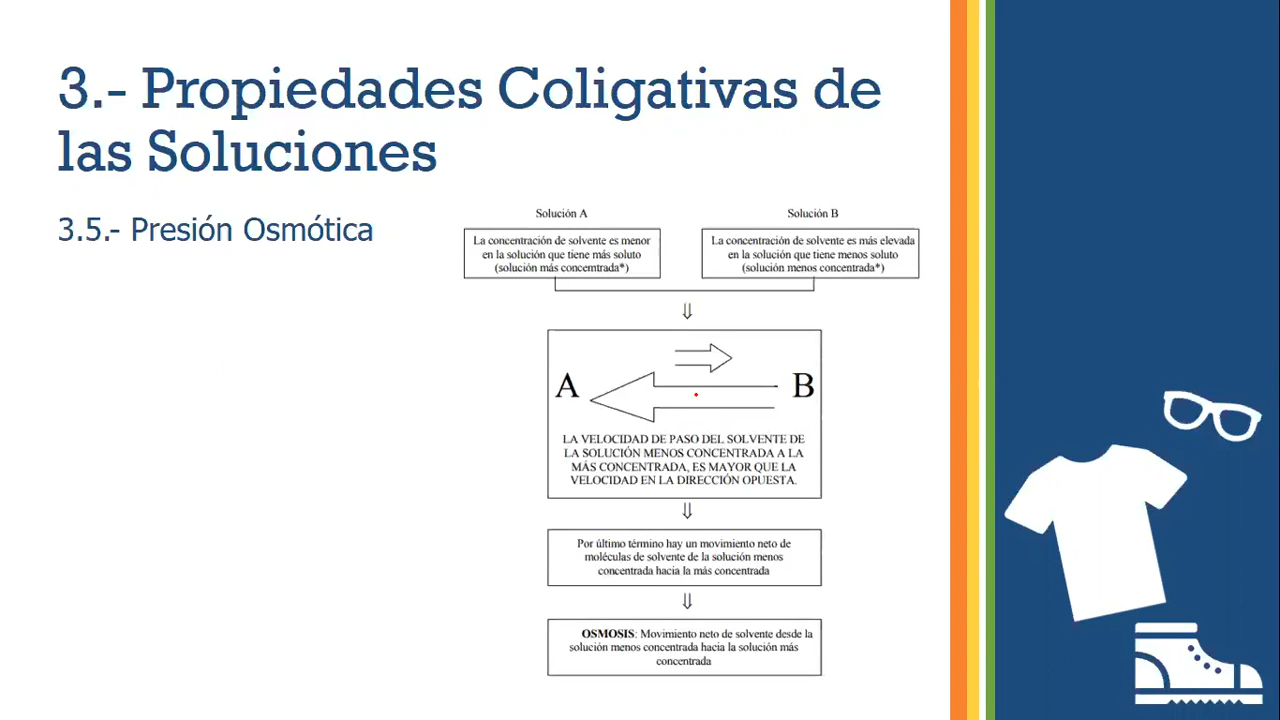 3.- Propiedades Coligativas de
las Soluciones
3.5.- Presión Osmótica
Solución A
La concentración de solvente es menor
en la solución que tiene más soluto
(solución más concemtrada*)
Solución B
La concentración de solvente es más elevada
en la solución que tiene menos soluto
(solución menos concentrada*)
A
B
LA VELOCIDAD DE PASO DEL SOLVENTE DE
LA SOLUCIÓN MENOS CONCENTRADA A LA
MÁS CONCENTRADA, ES MAYOR QUE LA
VELOCIDAD EN LA DIRECCIÓN OPUESTA.
Por último término hay un movimiento neto de
moléculas de solvente de la solución menos
concentrada hacia la más concentrada
OSMOSIS: Movimiento neto de solvente desde la
solución menos concentrada hacia la solución más
concentrada